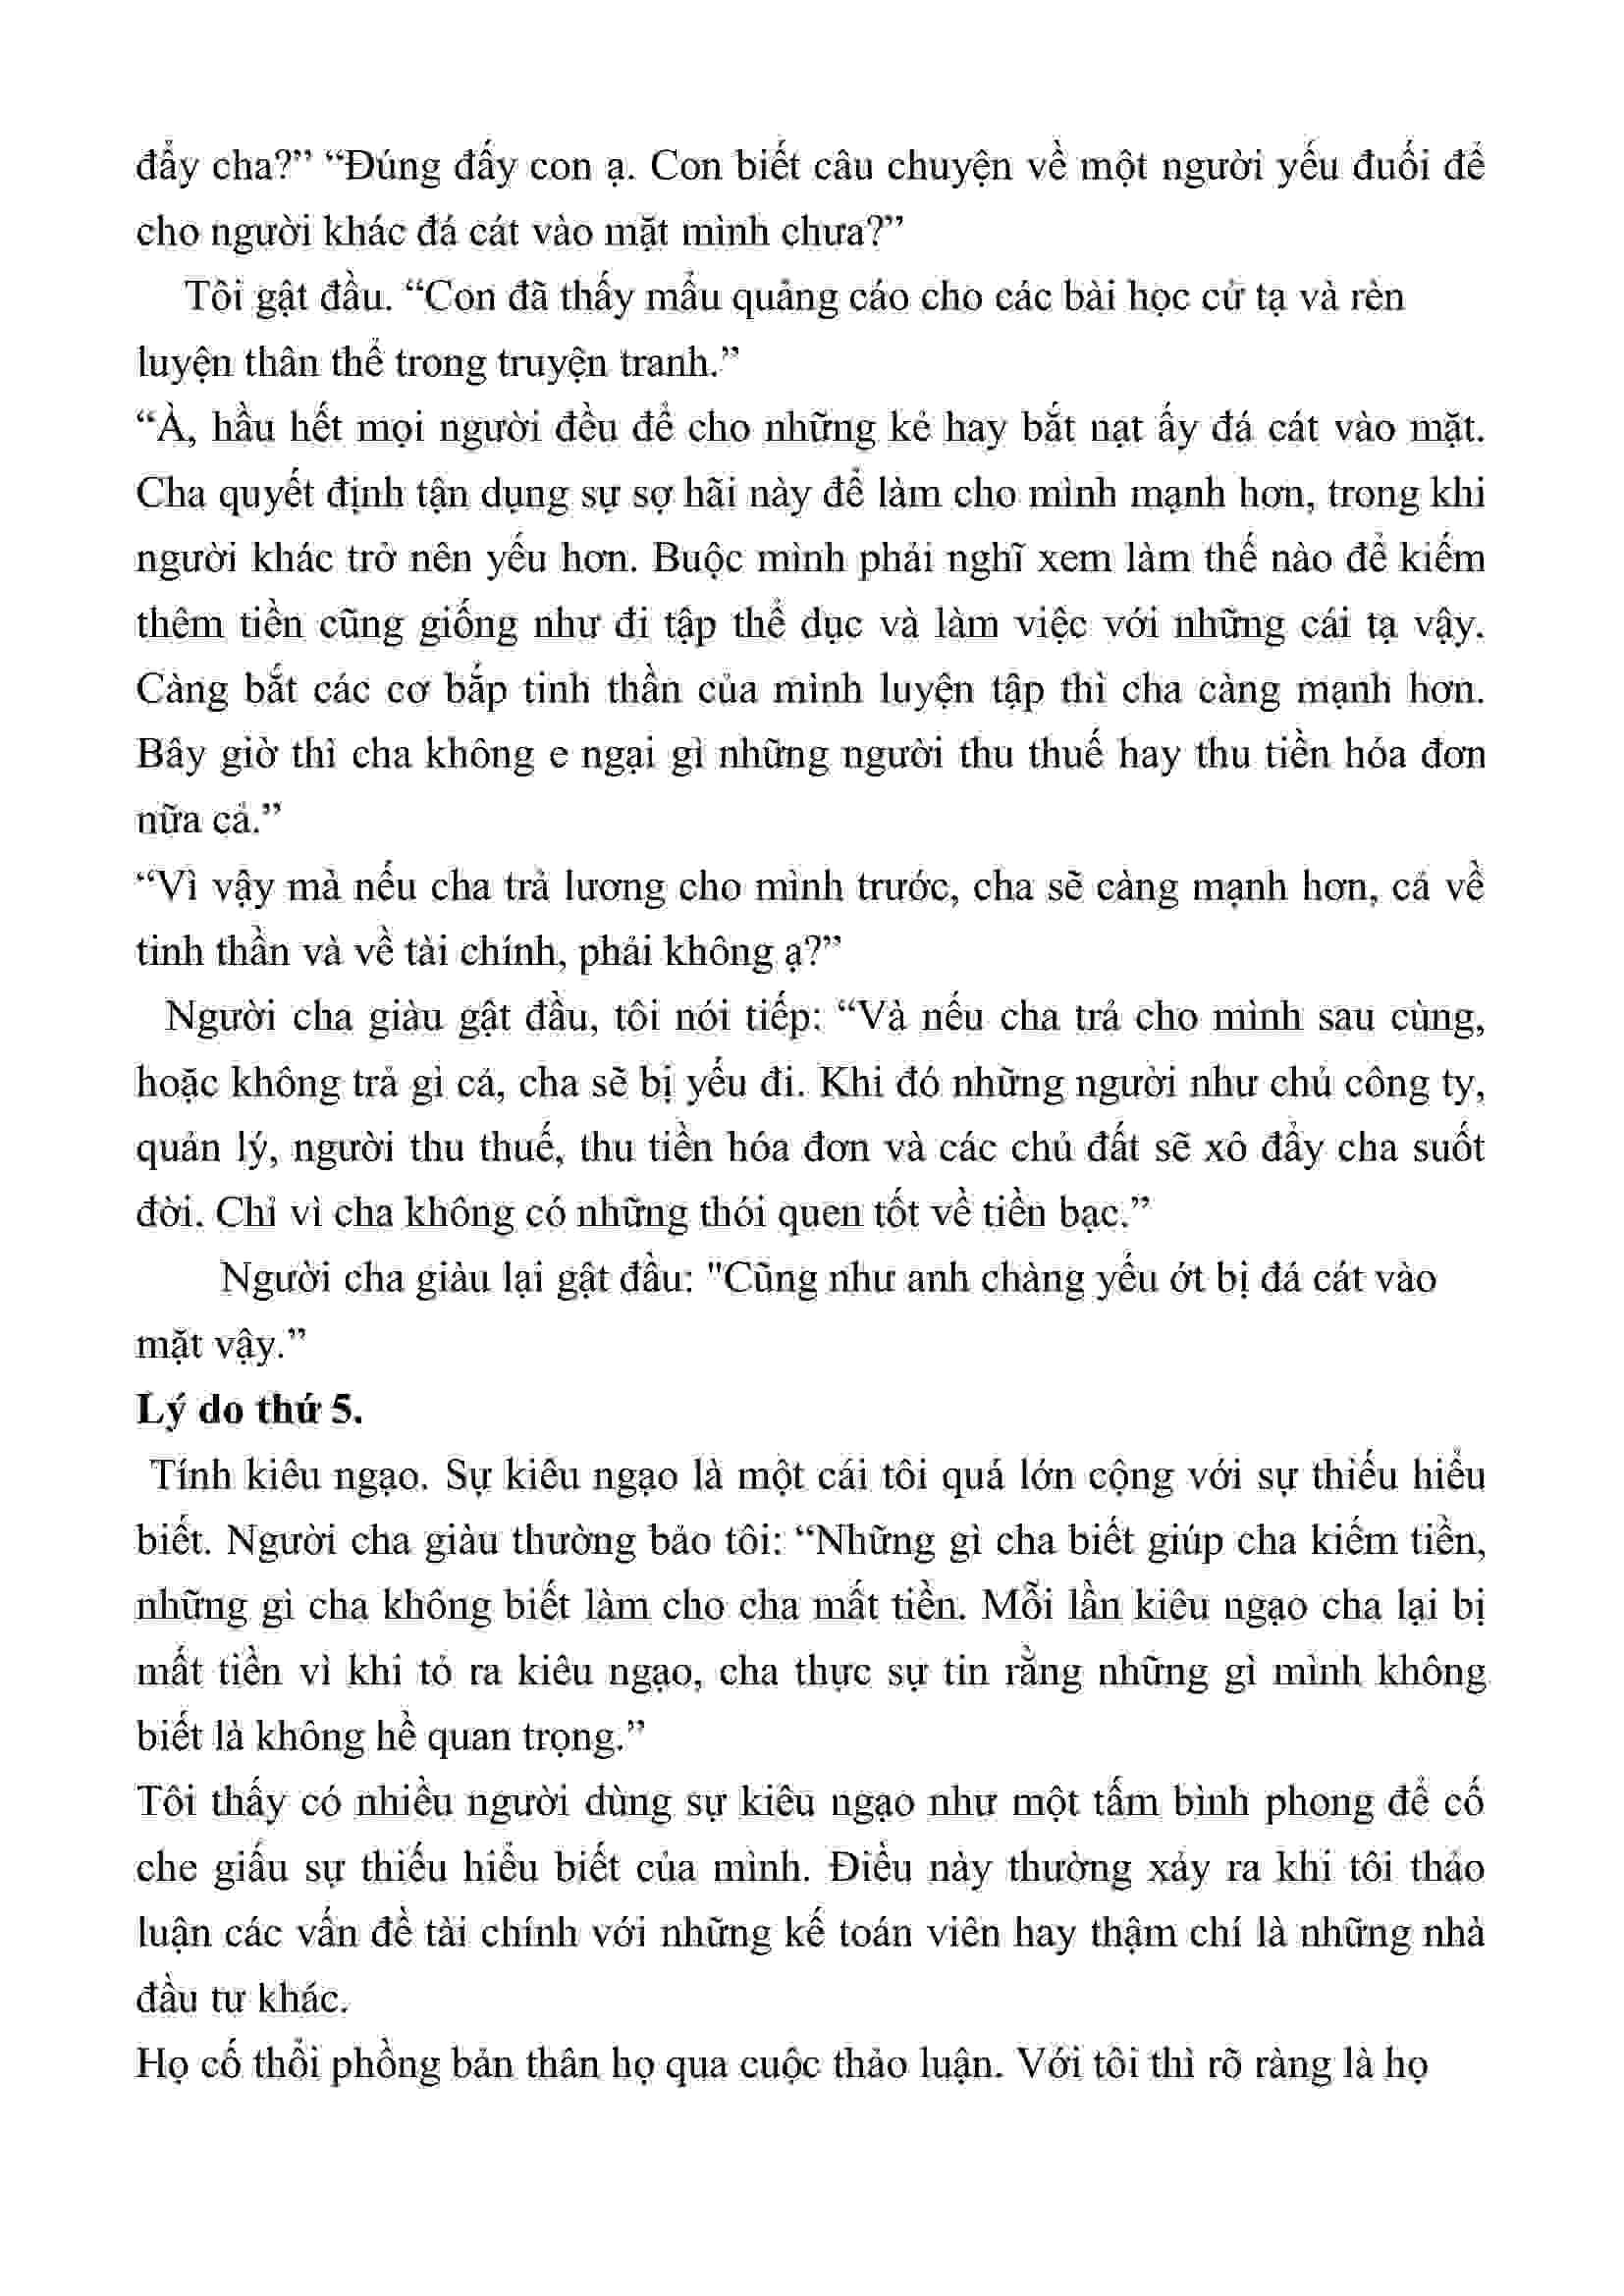 đẩy cha?” “Đúng đấy con ạ. Con biết câu chuyện về một người yếu đuối để
cho người khác đá cát vào mặt mình chưa?”
Tôi gật đầu. “Con đã thấy mẩu quảng cáo cho các bài học cử tạ và rèn
luyện thân thể trong truyện tranh.”
“À, hầu hết mọi người đều để cho những kẻ hay bắt nạt ấy đá cát vào mặt.
Cha quyết định tận dụng sự sợ hãi này để làm cho mình mạnh hơn, trong khi
người khác trở nên yếu hơn. Buộc mình phải nghĩ xem làm thế nào để kiếm
thêm tiền cũng giống như đi tập thể dục và làm việc với những cái tạ vậy.
Càng bắt các cơ bắp tinh thần của mình luyện tập thì cha càng mạnh hơn.
Bây giờ thì cha không e ngại gì những người thu thuế hay thu tiền hóa đơn
nữa cả.”
“Vì vậy mà nếu cha trả lương cho mình trước, cha sẽ càng mạnh hơn, cả về
tinh thần và về tài chính, phải không ạ?”
Người cha giàu gật đầu, tôi nói tiếp: “Và nếu cha trả cho mình sau cùng,
hoặc không trả gì cả, cha sẽ bị yếu đi. Khi đó những người như chủ công ty,
quản lý, người thu thuế, thu tiền hóa đơn và các chủ đất sẽ xô đẩy cha suốt
đời. Chỉ vì cha không có những thói quen tốt về tiền bạc.”
Người cha giàu lại gật đầu: "Cũng như anh chàng yếu ớt bị đá cát vào
mặt vậy.”
Lý do thứ 5.
Tính kiêu ngạo. Sự kiêu ngạo là một cái tôi quá lớn cộng với sự thiếu hiểu
biết. Người cha giàu thường bảo tôi: “Những gì cha biết giúp cha kiếm tiền,
những gì cha không biết làm cho cha mất tiền. Mỗi lần kiêu ngạo cha lại bị
mất tiền vì khi tỏ ra kiêu ngạo, cha thực sự tin rằng những gì mình không
biết là không hề quan trọng.”
Tôi thấy có nhiều người dùng sự kiêu ngạo như một tấm bình phong để cố
che giấu sự thiếu hiểu biết của mình. Điều này thường xảy ra khi tôi thảo
luận các vấn đề tài chính với những kế toán viên hay thậm chí là những nhà
đầu tư khác.
Họ cố thổi phồng bản thân họ qua cuộc thảo luận. Với tôi thì rõ ràng là họ